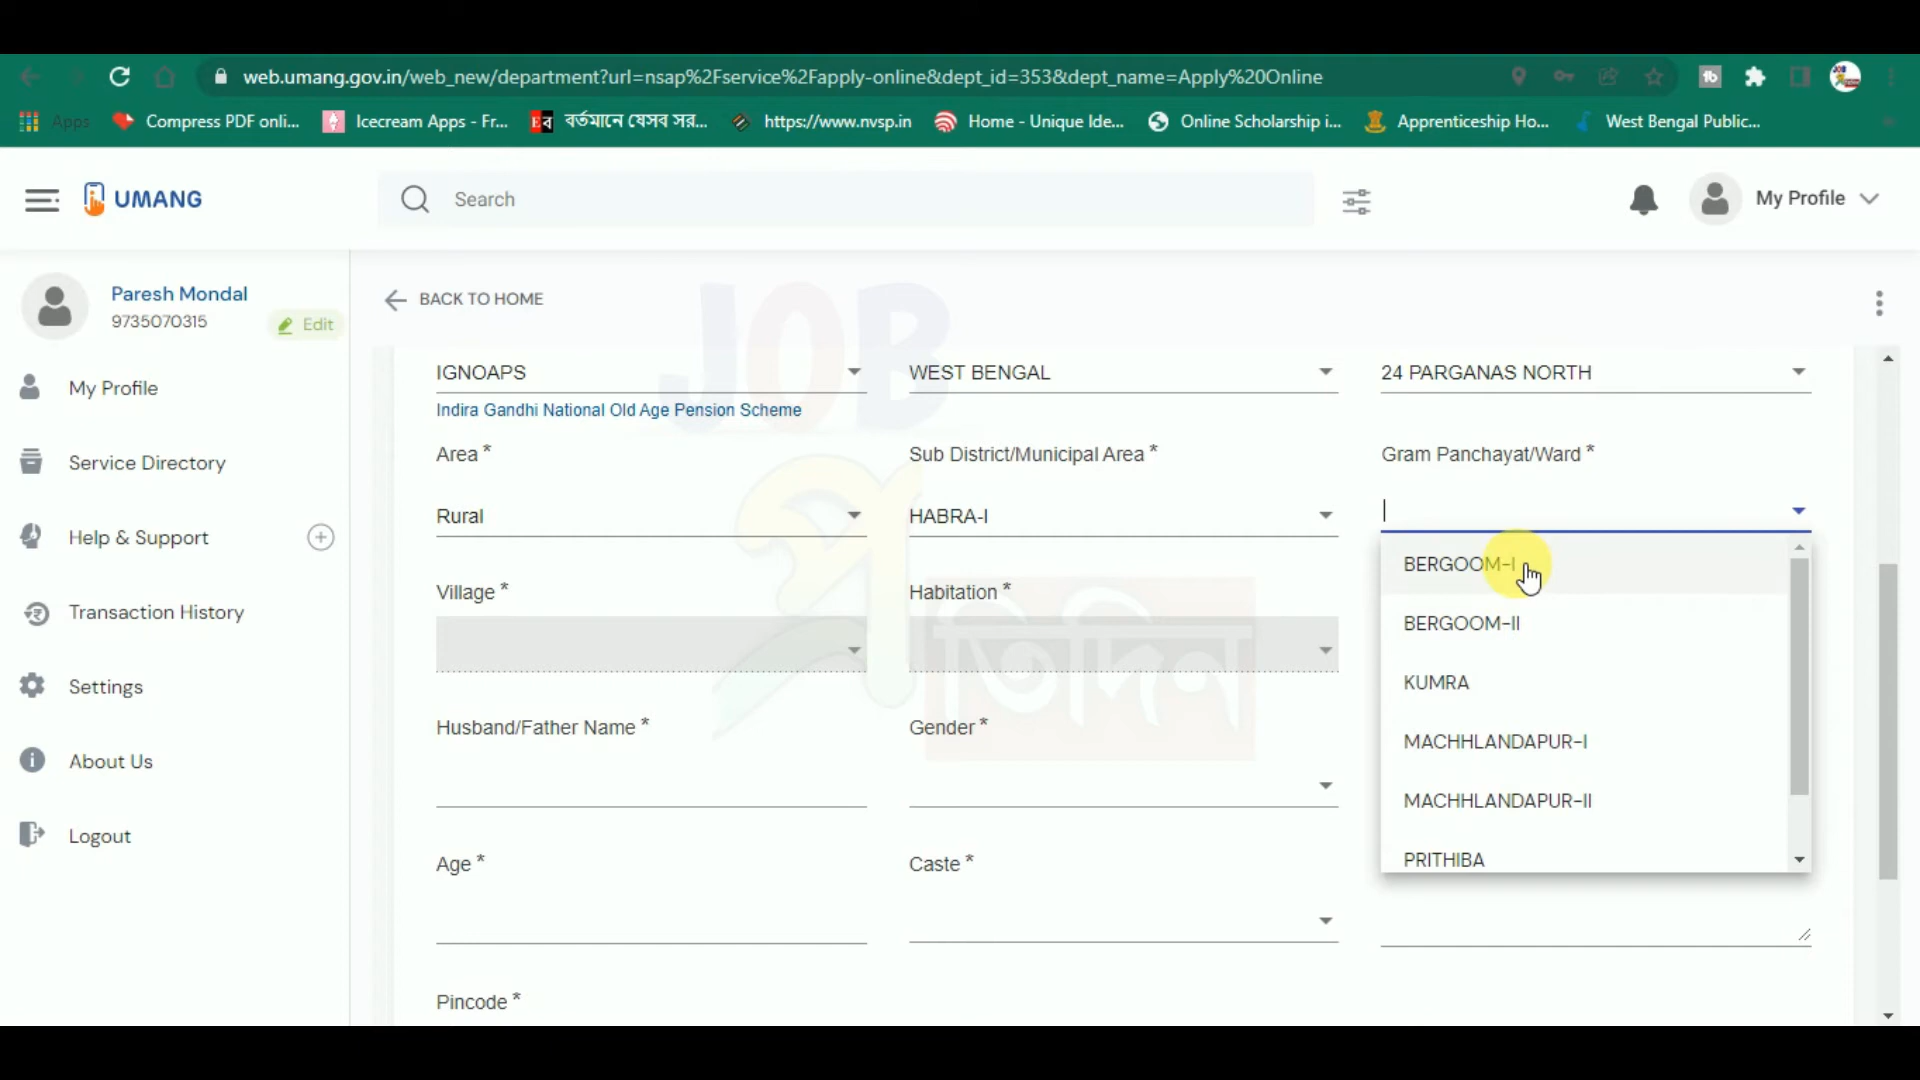 web.umang.gov.in/web_new/department?url=nsap%2Fservice%2Fapply-online&dept_id=353&dept_name=Apply%20Online
Apps Compress PDF onli... Icecream Apps - Fr... বর্তমানে যেসব সর... https://www.nvsp.in Home - Unique Ide... Online Scholarship i... Apprenticeship Ho... West Bengal Public...
UMANG Search My Profile
Paresh Mondal
9735070315
Edit
My Profile
Service Directory
Help & Support
Transaction History
Settings
About Us
Logout
BACK TO HOME
JOB
প্রতিদিন
IGNOAPS WEST BENGAL 24 PARGANAS NORTH
Indira Gandhi National Old Age Pension Scheme
Area * Sub District/Municipal Area * Gram Panchayat/Ward *
Rural HABRA-I
BERGOOM-I
Village * Habitation *
BERGOOM-II
KUMRA
Husband/Father Name * Gender *
MACHHLANDAPUR-I
MACHHLANDAPUR-II
Age * Caste *
PRITHIBA
Pincode *